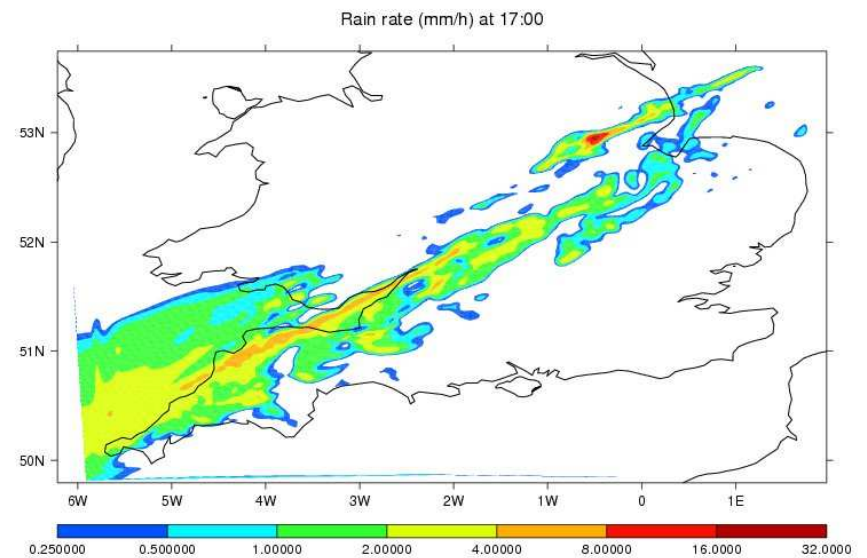 Rain rate (mm/h) at 17:00
53N
52N
51N
50N
6W 5W 4W 3W 2W 1W 0 1E
0.250000 0.500000 1.00000 2.00000 4.00000 8.00000 16.0000 32.0000